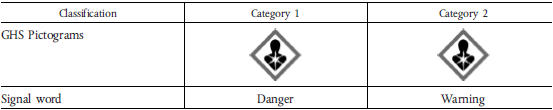 Classification Category 1 Category 2
GHS Pictograms
Signal word Danger Warning